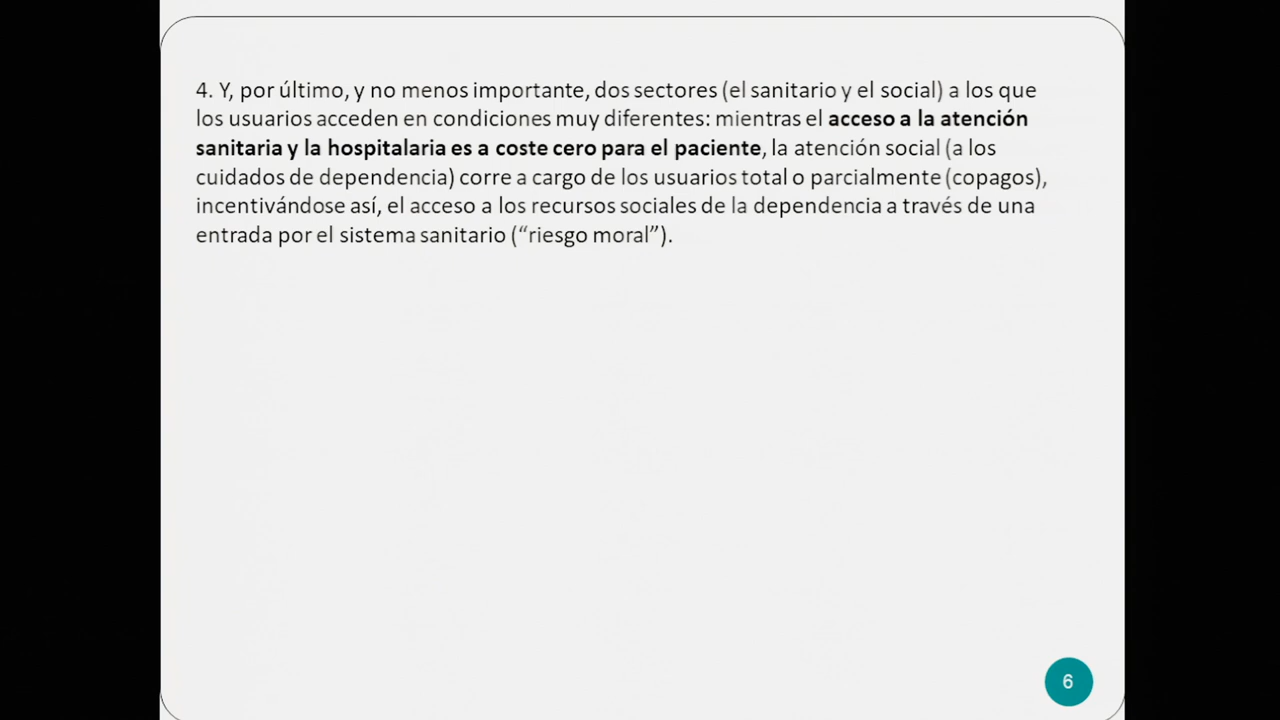 4. Y, por último, y no menos importante, dos sectores (el sanitario y el social) a los que
los usuarios acceden en condiciones muy diferentes: mientras el acceso a la atención
sanitaria y la hospitalaria es a coste cero para el paciente, la atención social (a los
cuidados de dependencia) corre a cargo de los usuarios total o parcialmente (copagos),
incentivándose así, el acceso a los recursos sociales de la dependencia a través de una
entrada por el sistema sanitario (“riesgo moral”).
6